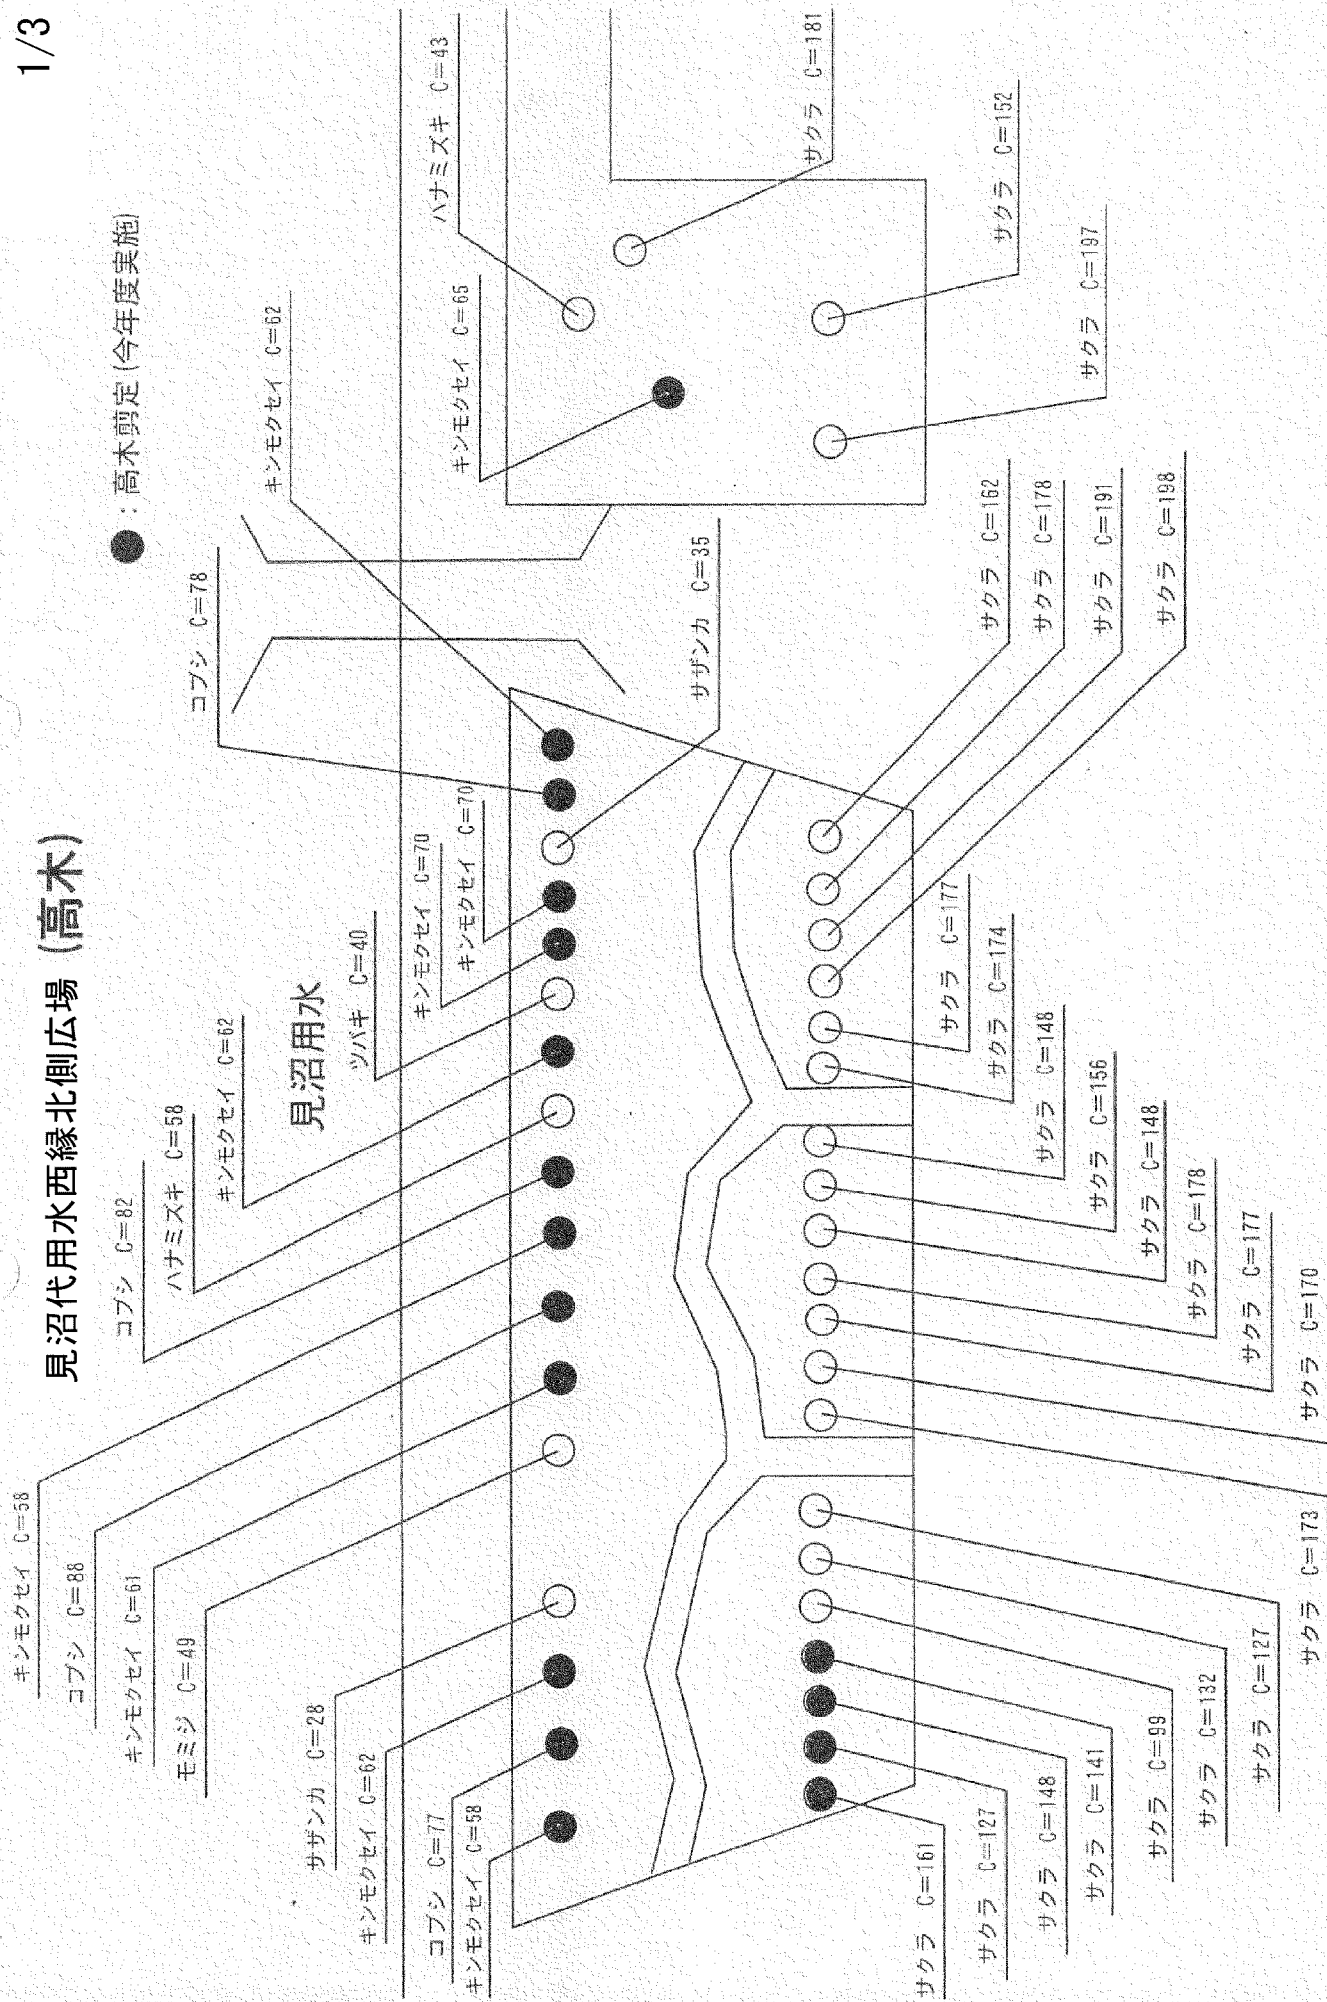 1/3
見沼代用水西縁北側広場 (高木)
●：高木剪定(今年度実施)
キンモクセイ C=58
コブシ C=88
キンモクセイ C=61
モミジ C=49
コブシ C=82
ハナミズキ C=58
キンモクセイ C=62
見沼用水
ツバキ C=40
キンモクセイ C=70
キンモクセイ C=70
コブシ C=78
キンモクセイ C=62
サザンカ C=35
ハナミズキ C=43
キンモクセイ C=65
サクラ C=181
サクラ C=152
サクラ C=197
サザンカ C=28
キンモクセイ C=62
コブシ C=77
キンモクセイ C=58
サクラ C=162
サクラ C=178
サクラ C=191
サクラ C=198
サクラ C=177
サクラ C=174
サクラ C=148
サクラ C=156
サクラ C=148
サクラ C=178
サクラ C=177
サクラ C=170
サクラ C=173
サクラ C=127
サクラ C=132
サクラ C=99
サクラ C=141
サクラ C=148
サクラ C=127
サクラ C=161